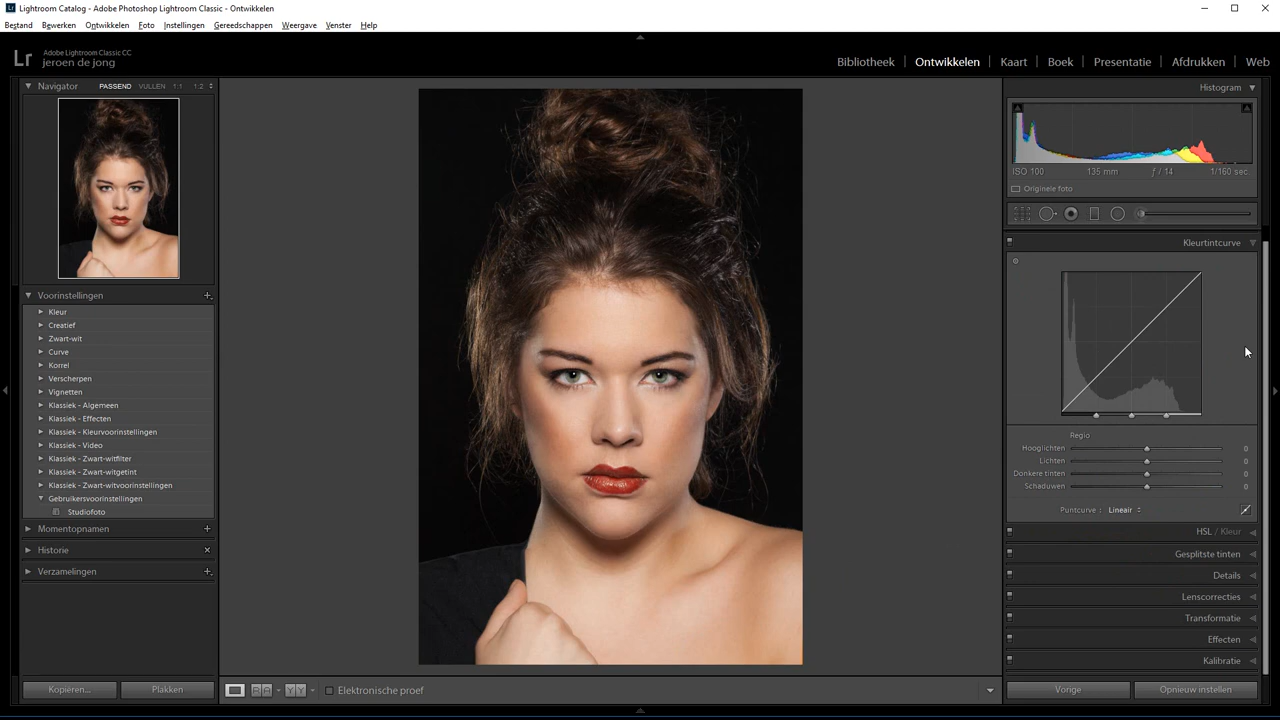 Lightroom Catalog - Adobe Photoshop Lightroom Classic - Ontwikkelen
Bestand Bewerken Ontwikkelen Foto Instellingen Gereedschappen Weergave Venster Help
Lr Adobe Lightroom Classic CC
jeroen de jong
Bibliotheek Ontwikkelen Kaart Boek Presentatie Afdrukken Web
Navigator PASSEND VULLEN 1:1 1:2
Voorinstellingen
Kleur
Creatief
Zwart-wit
Curve
Korrel
Verscherpen
Vignetten
Klassiek - Algemeen
Klassiek - Effecten
Klassiek - Kleurvoorinstellingen
Klassiek - Video
Klassiek - Zwart-witfilter
Klassiek - Zwart-witgetint
Klassiek - Zwart-witvoorinstellingen
Gebruikersvoorinstellingen
Studiofoto
Momentopnamen
Historie
Verzamelingen
Kopiëren... Plakken
Elektronische proef
Histogram
ISO 100 135 mm ƒ / 14 1/160 sec
Originele foto
Kleurtintcurve
Regio
Hooglichten 0
Lichten 0
Donkere tinten 0
Schaduwen 0
Puntcurve : Lineair
HSL / Kleur
Gesplitste tinten
Details
Lenscorrecties
Transformatie
Effecten
Kalibratie
Vorige Opnieuw instellen